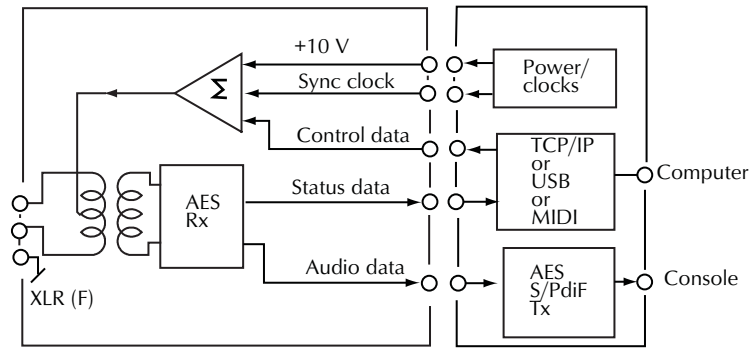 +10 V
Sync clock
Σ
Control data
Status data
Audio data
AES
Rx
XLR (F)
Power/
clocks
TCP/IP
or
USB
or
MIDI
Computer
AES
S/PdiF
Tx
Console